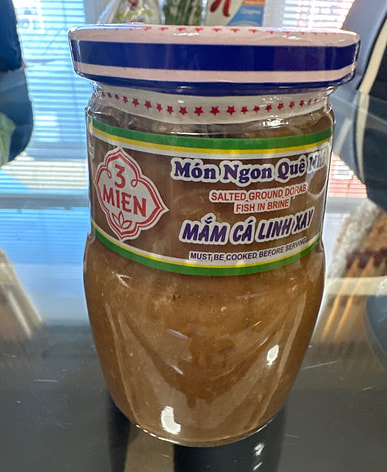 3
MIEN
Món Ngon Quê
SALTED GROUND DORAB
FISH IN BRINE
MẮM CÁ LINH XAY
MUST BE COOKED BEFORE SERVING